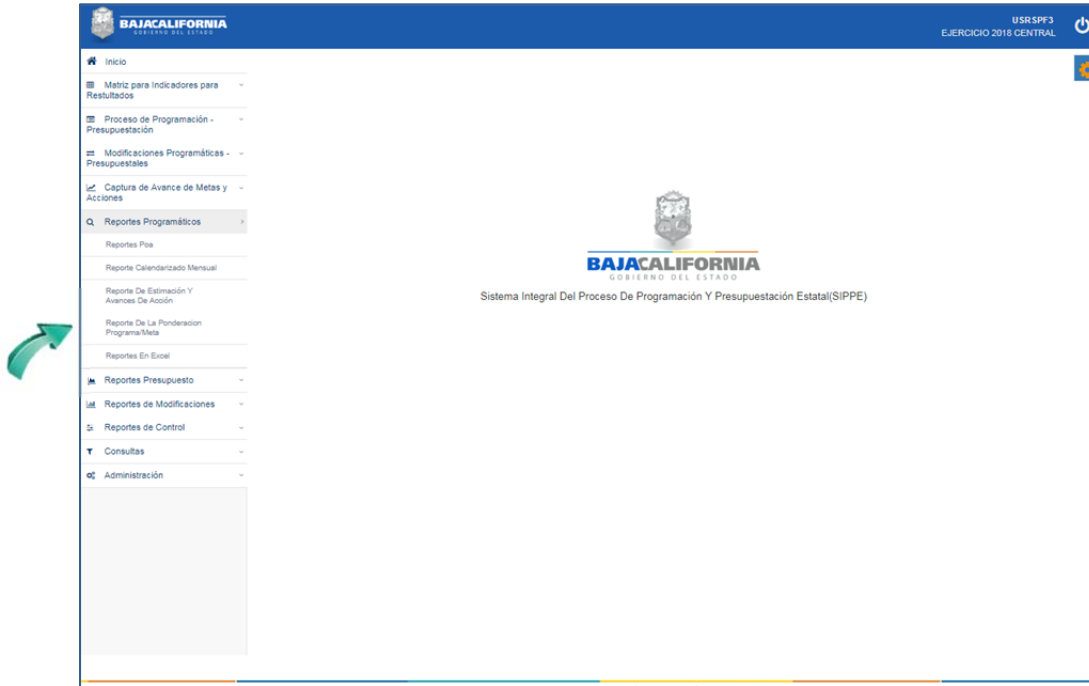 BAJACALIFORNIA
GOBIERNO DEL ESTADO
USRSPF3
EJERCICIO 2018 CENTRAL
Inicio
Matriz para Indicadores para
Restultados
Proceso de Programación -
Presupuestación
Modificaciones Programáticas -
Presupuestales
Captura de Avance de Metas y
Acciones
Reportes Programáticos
Reportes Poa
Reporte Calendarizado Mensual
Reporte De Estimación Y
Avances De Acción
Reporte De La Ponderacion
Programa/Meta
Reportes En Excel
Reportes Presupuesto
Reportes de Modificaciones
Reportes de Control
Consultas
Administración
BAJACALIFORNIA
GOBIERNO DEL ESTADO
Sistema Integral Del Proceso De Programación Y Presupuestación Estatal(SIPPE)